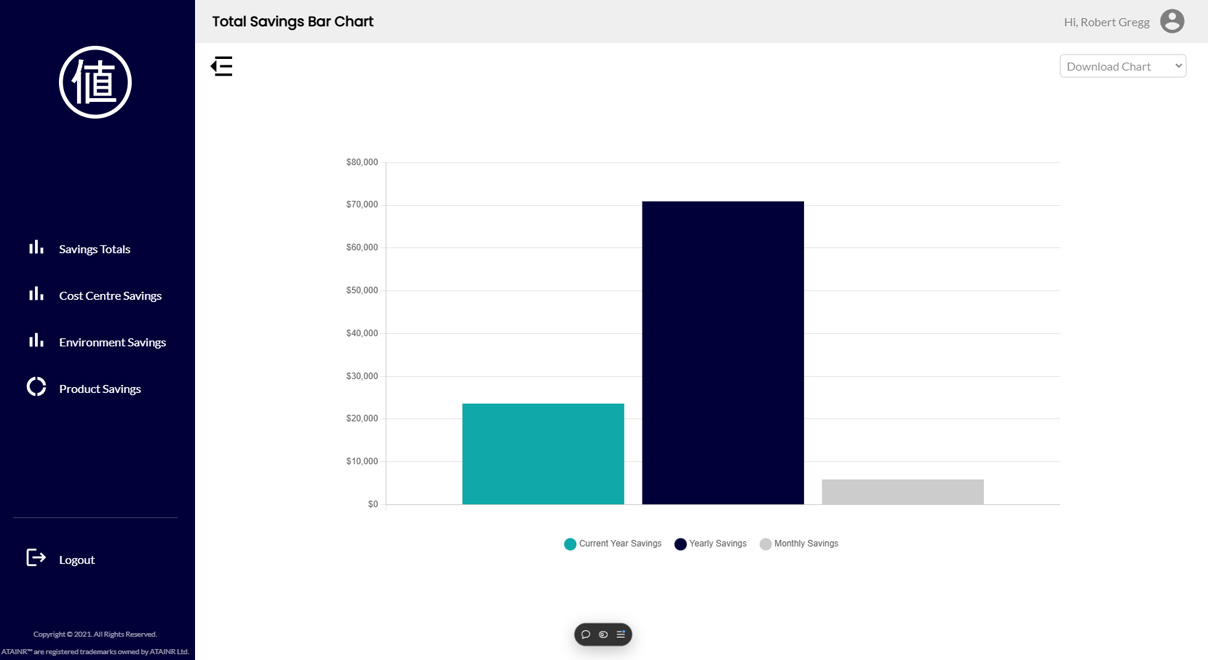 Total Savings Bar Chart
Hi, Robert Gregg
値
Download Chart
Savings Totals
Cost Centre Savings
Environment Savings
Product Savings
Logout
Copyright © 2021. All Rights Reserved.
ATAINR™ are registered trademarks owned by ATAINR Ltd.
$80,000
$70,000
$60,000
$50,000
$40,000
$30,000
$20,000
$10,000
$0
Current Year Savings Yearly Savings Monthly Savings